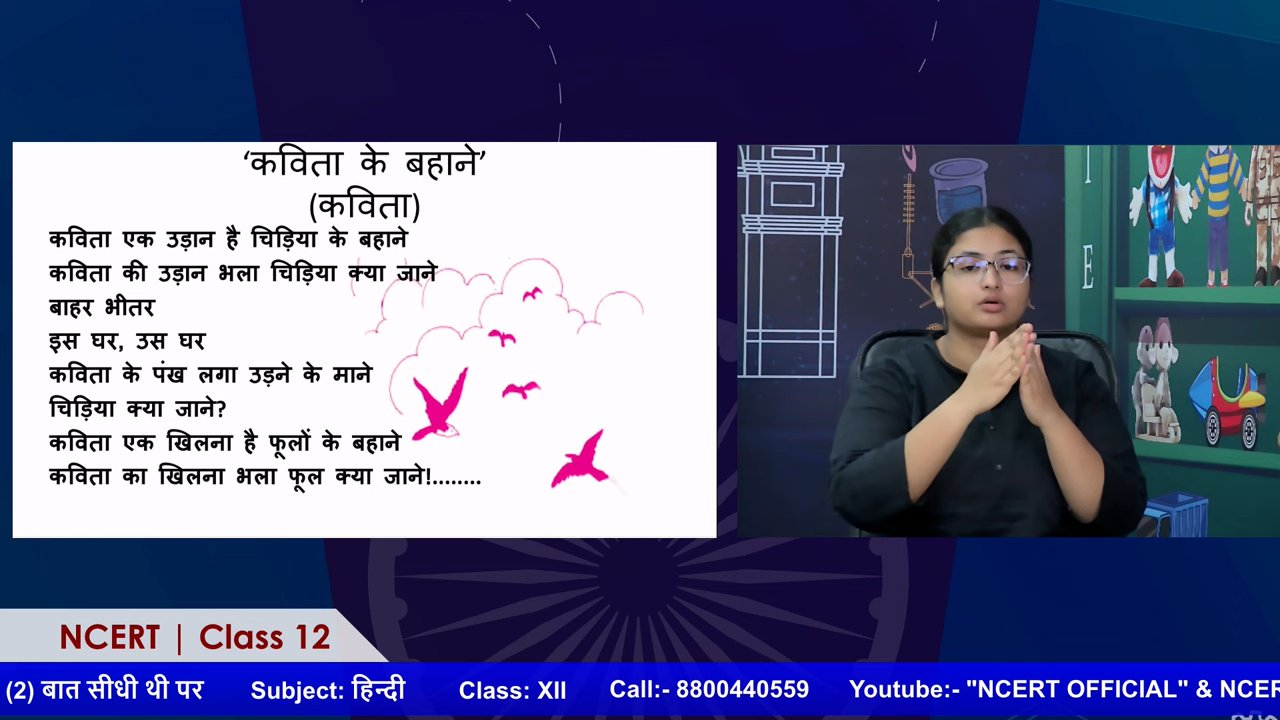 ‘कविता के बहाने’
(कविता)
कविता एक उड़ान है चिड़िया के बहाने
कविता की उड़ान भला चिड़िया क्या जाने
बाहर भीतर
इस घर, उस घर
कविता के पंख लगा उड़ने के माने
चिड़िया क्या जाने?
कविता एक खिलना है फूलों के बहाने
कविता का खिलना भला फूल क्या जाने!........
I
E
NCERT | Class 12
(2) बात सीधी थी पर Subject: हिन्दी Class: XII Call:- 8800440559 Youtube:- "NCERT OFFICIAL" & NCER